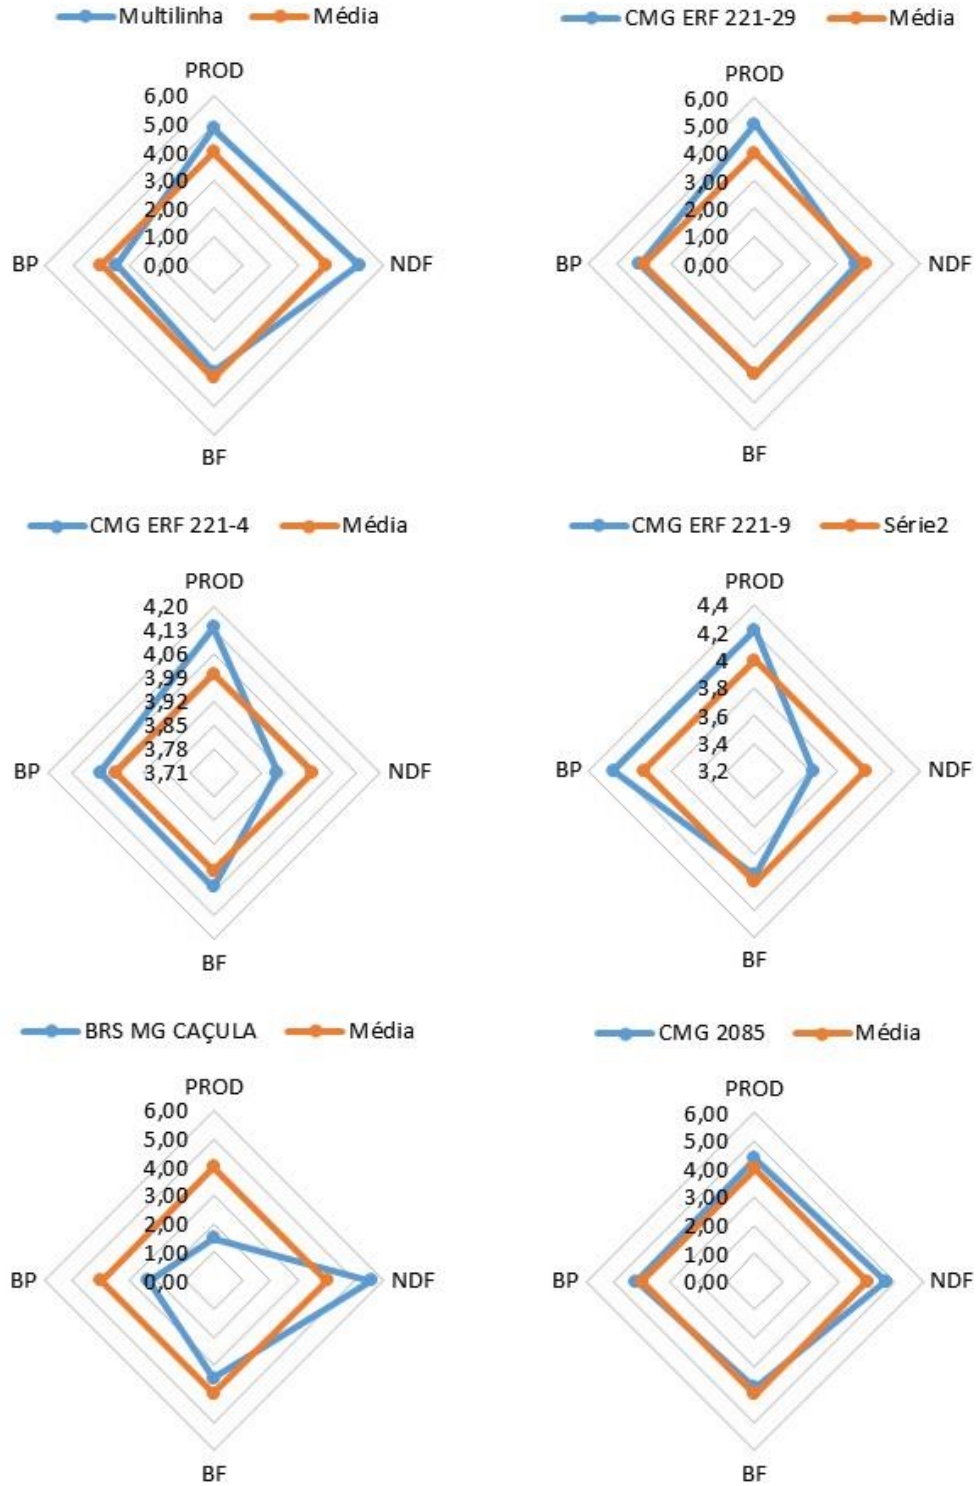 Multilinha Média
PROD
6,00
5,00
4,00
3,00
2,00
1,00
0,00
BP
NDF
BF
CMG ERF 221-29 Média
PROD
6,00
5,00
4,00
3,00
2,00
1,00
0,00
BP
NDF
BF
CMG ERF 221-4 Média
PROD
4,20
4,13
4,06
3,99
3,92
3,85
3,78
3,71
BP
NDF
BF
CMG ERF 221-9 Série2
PROD
4,4
4,2
4
3,8
3,6
3,4
3,2
BP
NDF
BF
BRS MG CAÇULA Média
PROD
6,00
5,00
4,00
3,00
2,00
1,00
0,00
BP
NDF
BF
CMG 2085 Média
PROD
6,00
5,00
4,00
3,00
2,00
1,00
0,00
BP
NDF
BF